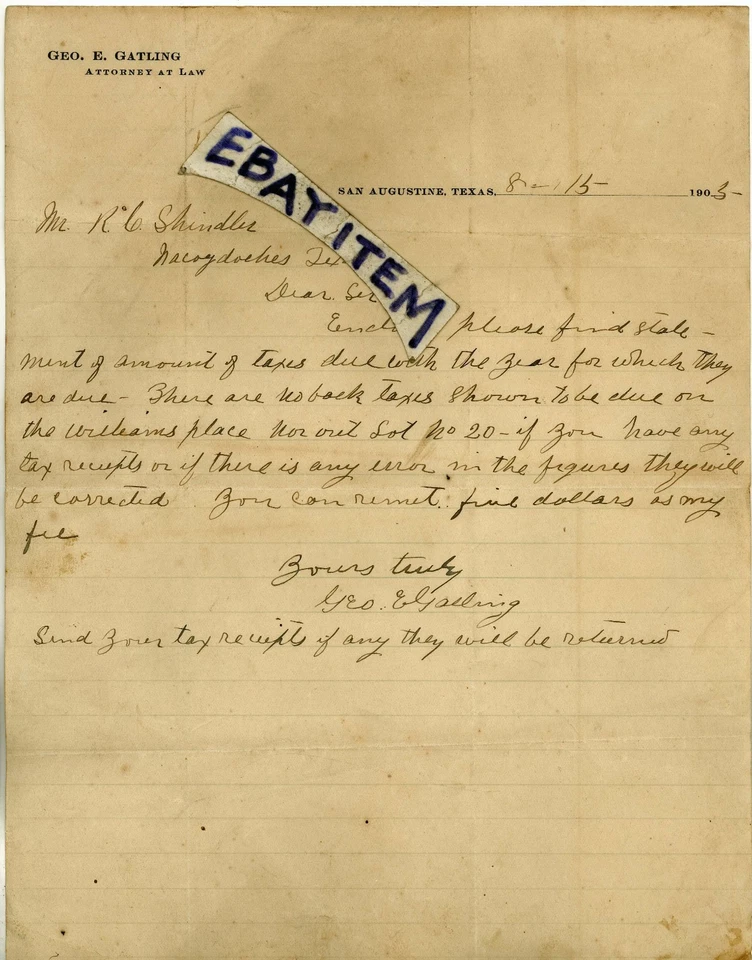 GEO. E. GATLING
ATTORNEY AT LAW
EBAY ITEM
SAN AUGUSTINE, TEXAS, 8 - 15 1905
Mr R. C. Shindler
Nacogdoches Tex
Dear Sir
please find state-
ment of amount of taxes due with the year for which they
are due - There are no back taxes shown to be due on
the Williams place nor out Lot No 20 - if you have any
tax receipts or if there is any error in the figures they will
be corrected You can remit five dollars as my
fee
Yours truly
Geo. E Gatling
Send your tax receipts if any they will be returned